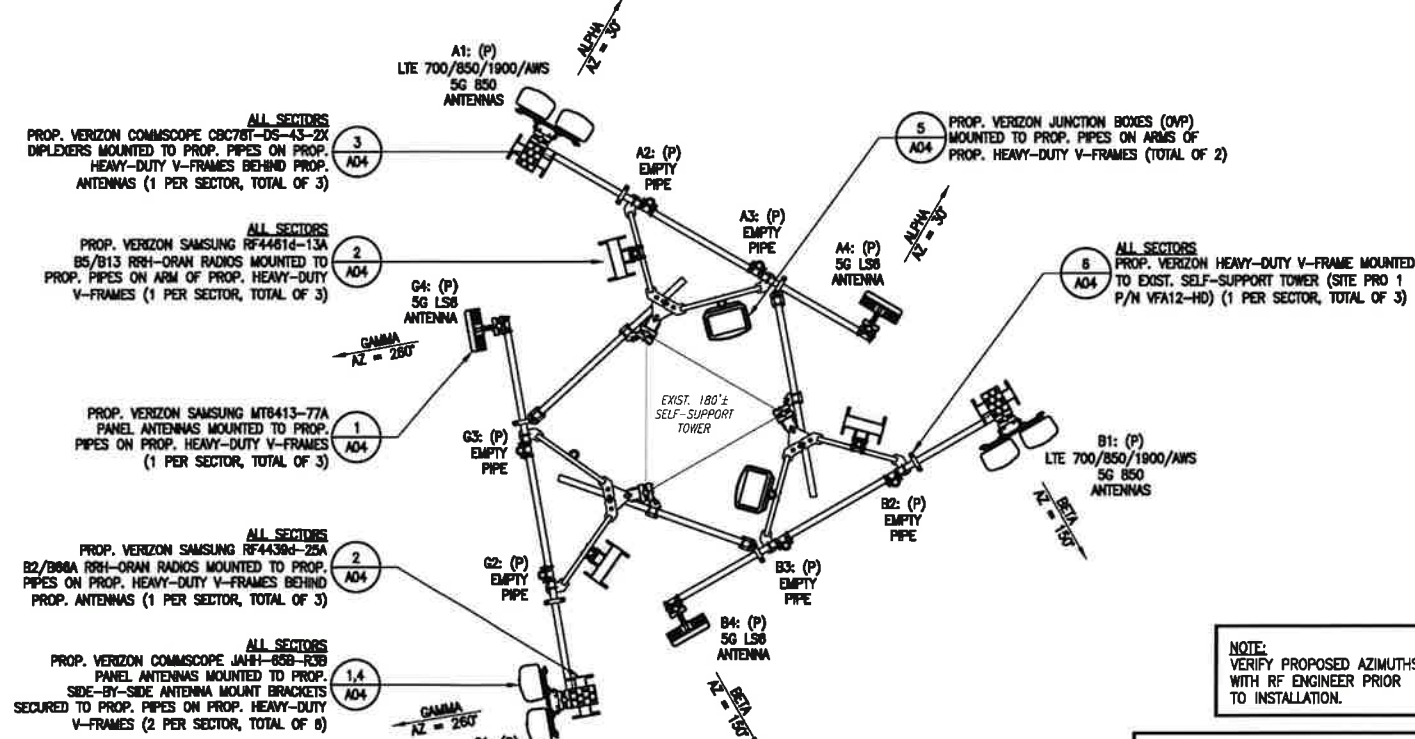 ALPHA
AZ = 30°
A1: (P)
LTE 700/850/1900/AWS
5G 850
ANTENNAS
ALL SECTORS
PROP. VERIZON COMMSCOPE CBC78T-DS-43-2X
DIPLEXERS MOUNTED TO PROP. PIPES ON PROP.
HEAVY-DUTY V-FRAMES BEHIND PROP.
ANTENNAS (1 PER SECTOR, TOTAL OF 3)
3
A04
A2: (P)
EMPTY
PIPE
5
A04
PROP. VERIZON JUNCTION BOXES (OVP)
MOUNTED TO PROP. PIPES ON ARMS OF
PROP. HEAVY-DUTY V-FRAMES (TOTAL OF 2)
ALPHA
AZ = 30°
A3: (P)
EMPTY
PIPE
A4: (P)
5G LS6
ANTENNA
ALL SECTORS
PROP. VERIZON SAMSUNG RF4461d-13A
B5/B13 RRH-ORAN RADIOS MOUNTED TO
PROP. PIPES ON ARM OF PROP. HEAVY-DUTY
V-FRAMES (1 PER SECTOR, TOTAL OF 3)
2
A04
6
A04
ALL SECTORS
PROP. VERIZON HEAVY-DUTY V-FRAME MOUNTED
TO EXIST. SELF-SUPPORT TOWER (SITE PRO 1
P/N VFA12-HD) (1 PER SECTOR, TOTAL OF 3)
G4: (P)
5G LS6
ANTENNA
GAMMA
AZ = 260°
EXIST. 180'±
SELF-SUPPORT
TOWER
PROP. VERIZON SAMSUNG MT6413-77A
PANEL ANTENNAS MOUNTED TO PROP.
PIPES ON PROP. HEAVY-DUTY V-FRAMES
(1 PER SECTOR, TOTAL OF 3)
1
A04
G3: (P)
EMPTY
PIPE
B1: (P)
LTE 700/850/1900/AWS
5G 850
ANTENNAS
BETA
AZ = 150°
B2: (P)
EMPTY
PIPE
ALL SECTORS
PROP. VERIZON SAMSUNG RF4439d-25A
B2/B66A RRH-ORAN RADIOS MOUNTED TO PROP.
PIPES ON PROP. HEAVY-DUTY V-FRAMES BEHIND
PROP. ANTENNAS (1 PER SECTOR, TOTAL OF 3)
2
A04
G2: (P)
EMPTY
PIPE
B3: (P)
EMPTY
PIPE
B4: (P)
5G LS6
ANTENNA
BETA
AZ = 150°
ALL SECTORS
PROP. VERIZON COMMSCOPE JAHH-65B-R3B
PANEL ANTENNAS MOUNTED TO PROP.
SIDE-BY-SIDE ANTENNA MOUNT BRACKETS
SECURED TO PROP. PIPES ON PROP. HEAVY-DUTY
V-FRAMES (2 PER SECTOR, TOTAL OF 6)
1,4
A04
GAMMA
AZ = 260°
NOTE:
VERIFY PROPOSED AZIMUTHS
WITH RF ENGINEER PRIOR
TO INSTALLATION.